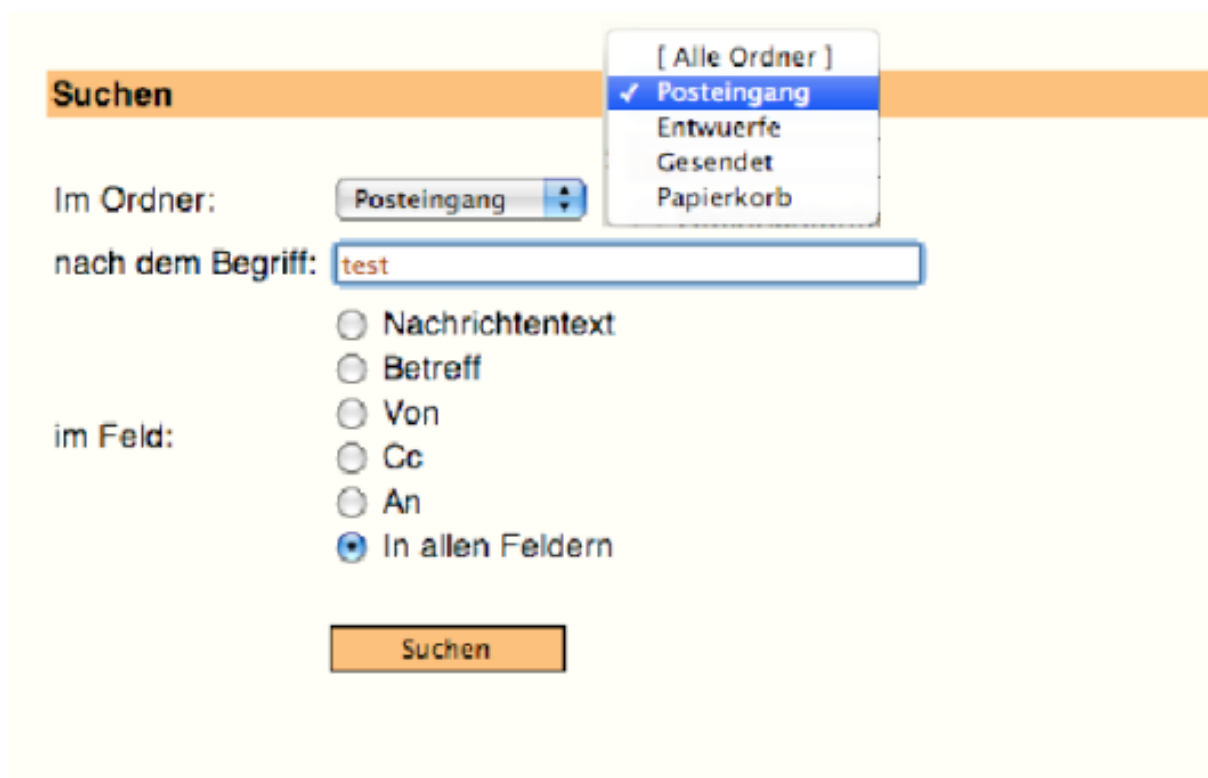 [ Alle Ordner ]
Suchen
✓ Posteingang
Entwuerfe
Gesendet
Papierkorb
Im Ordner: Posteingang
nach dem Begriff: test
im Feld:
Nachrichtentext
Betreff
Von
Cc
An
In allen Feldern
Suchen